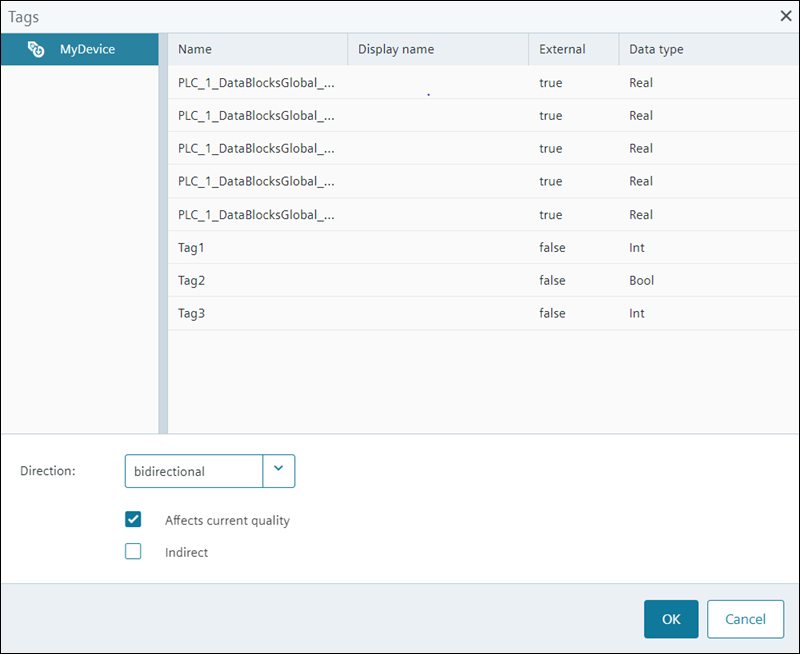 Tags
MyDevice
Name Display name External Data type
PLC_1_DataBlocksGlobal_... true Real
PLC_1_DataBlocksGlobal_... true Real
PLC_1_DataBlocksGlobal_... true Real
PLC_1_DataBlocksGlobal_... true Real
PLC_1_DataBlocksGlobal_... true Real
Tag1 false Int
Tag2 false Bool
Tag3 false Int
Direction: bidirectional
Affects current quality
Indirect
OK Cancel